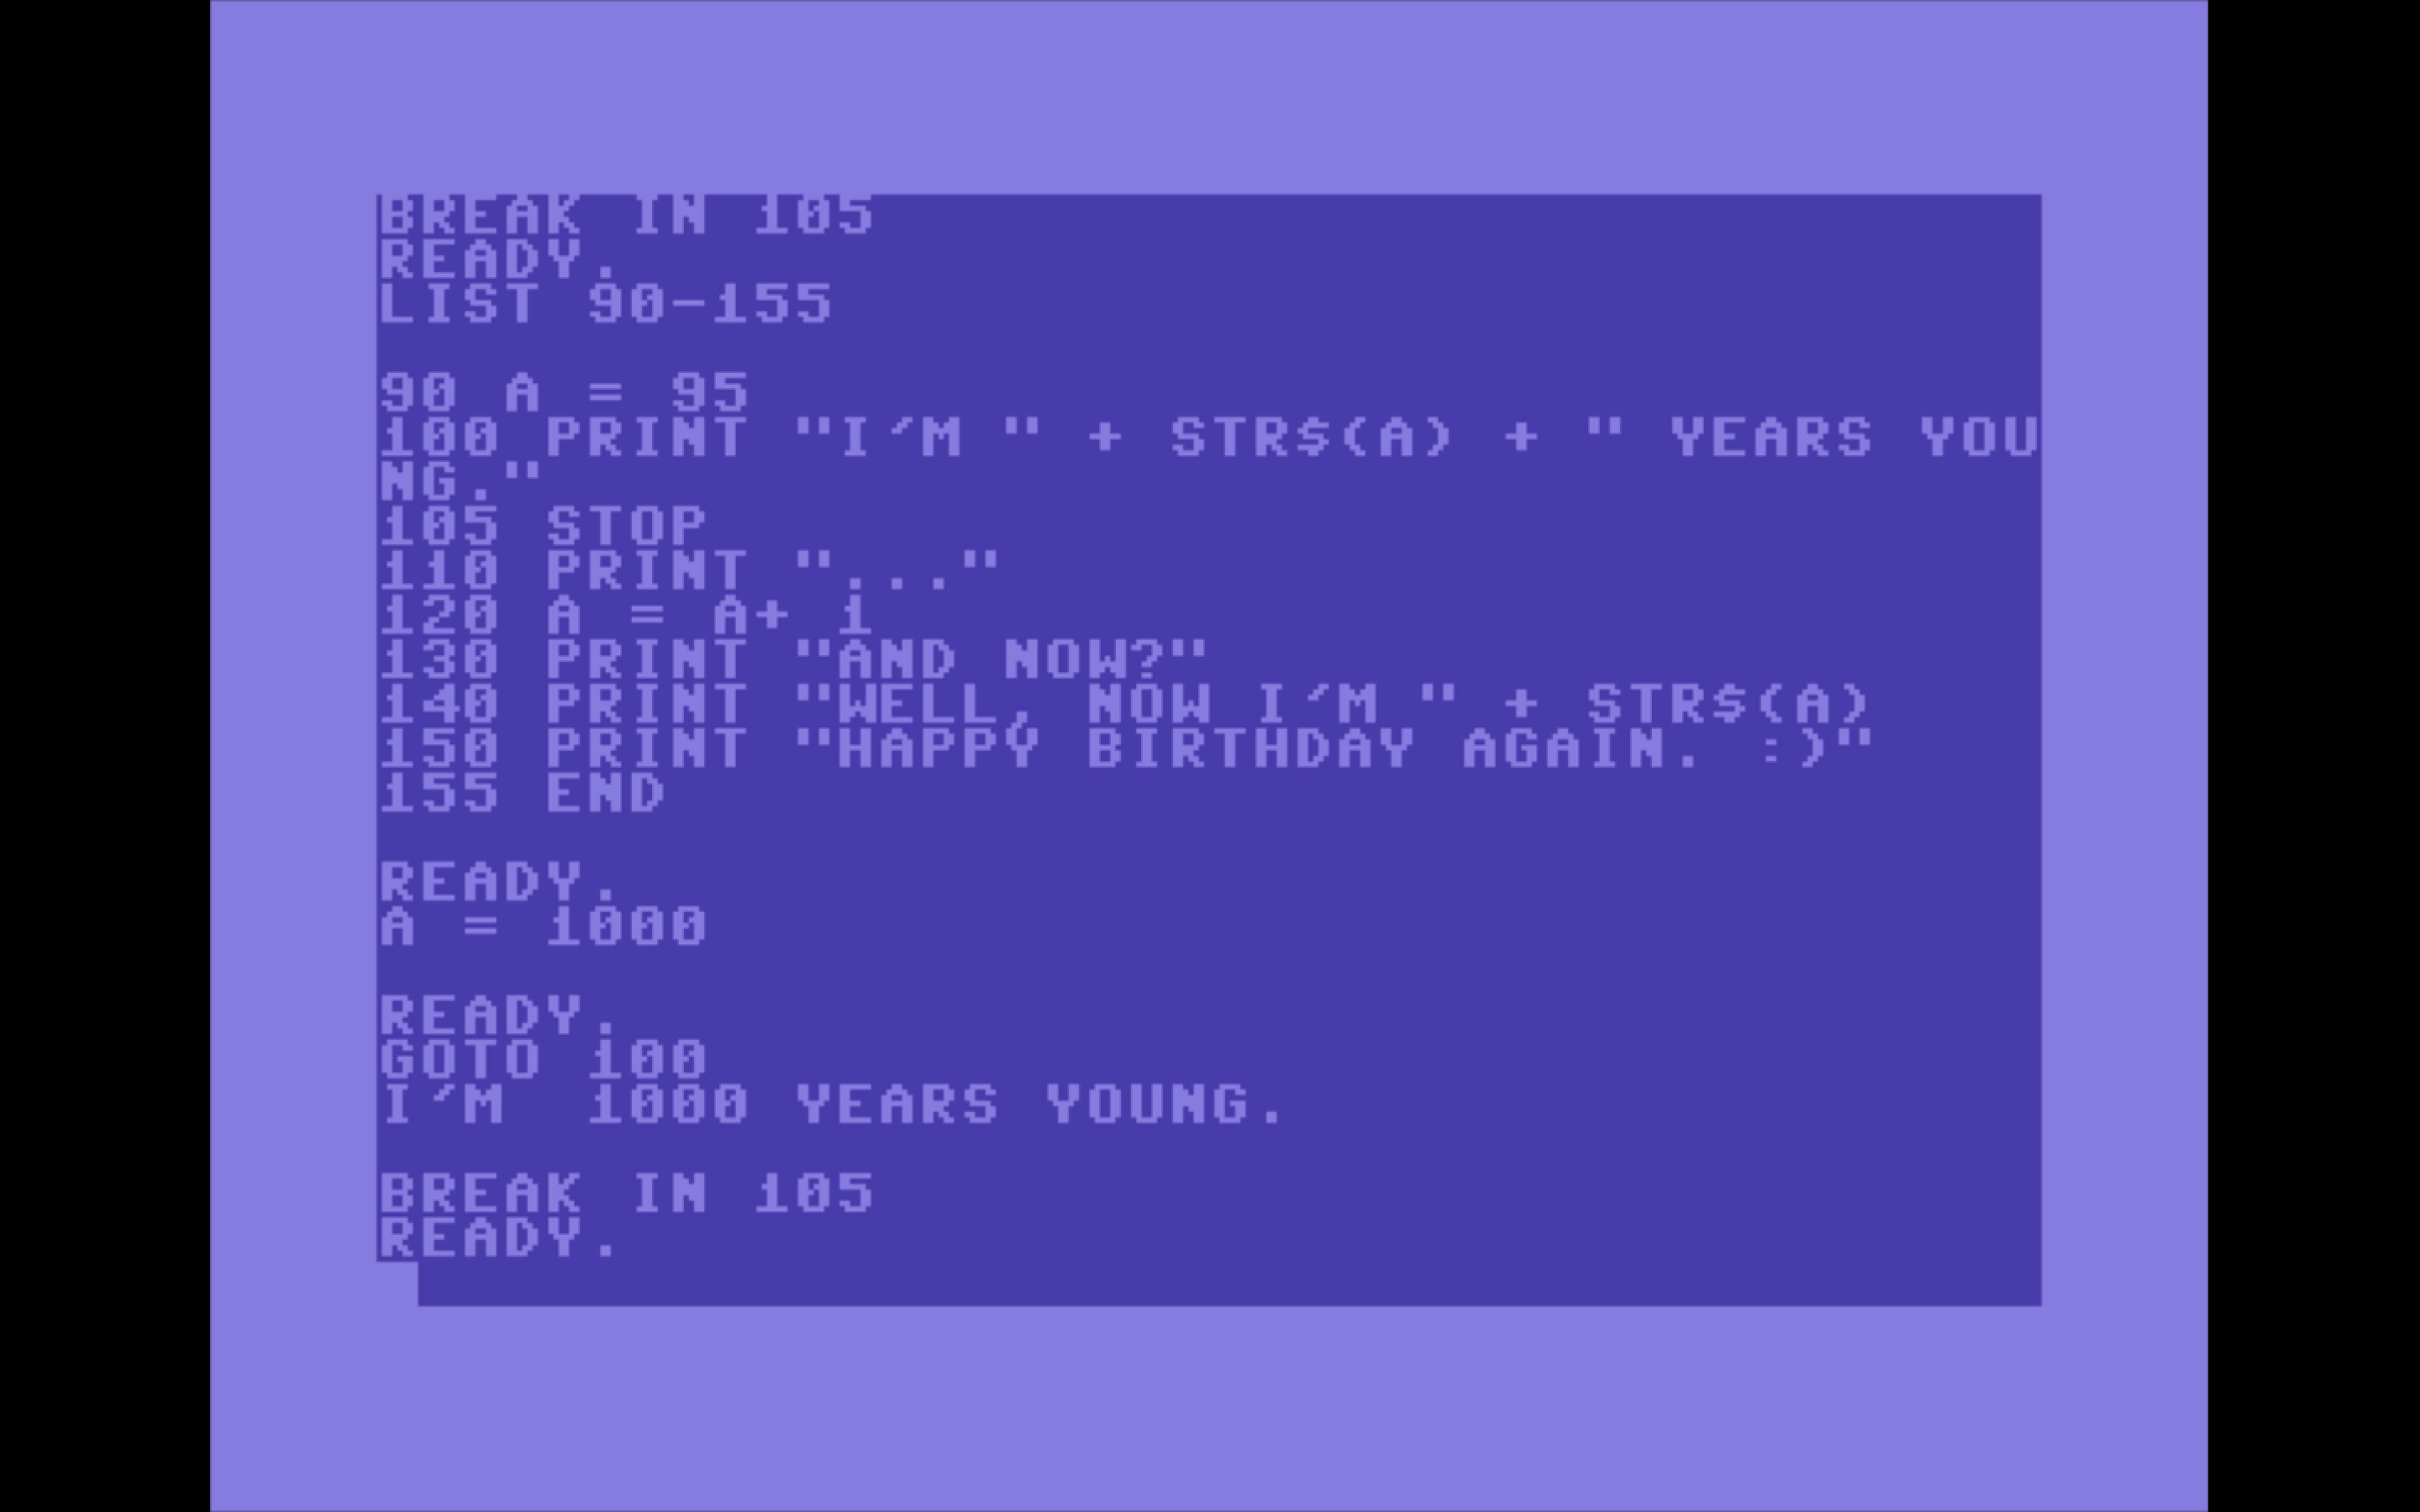 BREAK IN 105
READY.
LIST 90-155
90 A = 95
100 PRINT "I'M " + STR$(A) + " YEARS YOU
NG."
105 STOP
110 PRINT "..."
120 A = A+ 1
130 PRINT "AND NOW?"
140 PRINT "WELL, NOW I'M " + STR$(A)
150 PRINT "HAPPY BIRTHDAY AGAIN. :)"
155 END
READY.
A = 1000
READY.
GOTO 100
I'M  1000 YEARS YOUNG.
BREAK IN 105
READY.